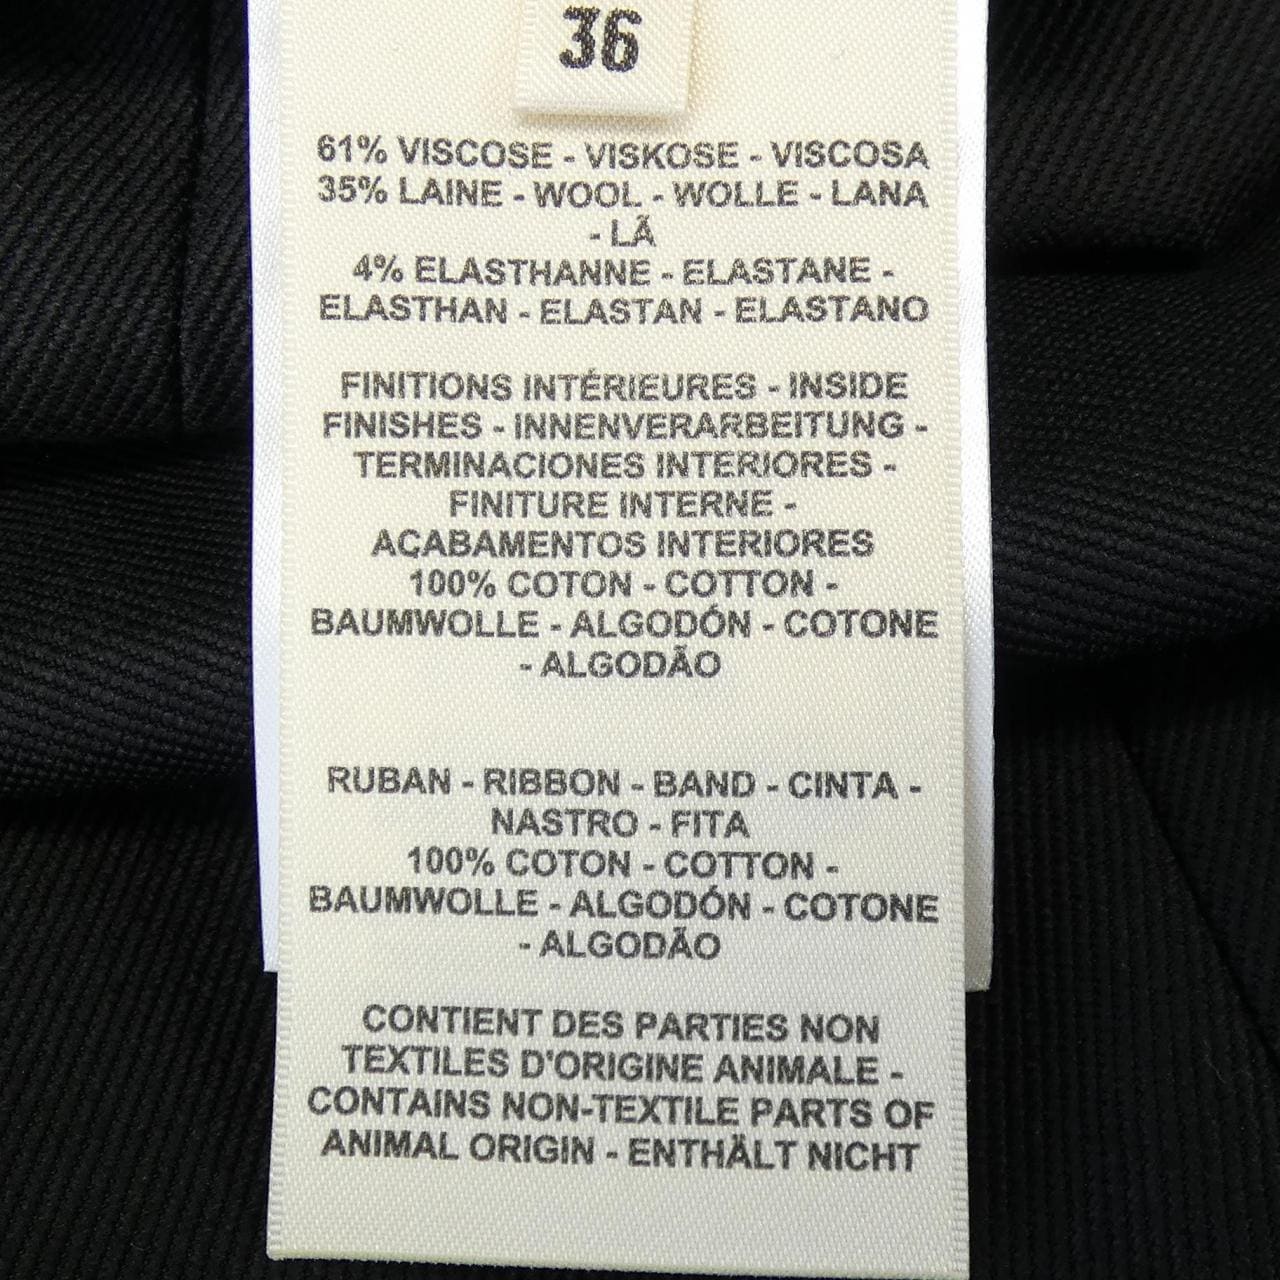 36
61% VISCOSE - VISKOSE - VISCOSA
35% LAINE - WOOL - WOLLE - LANA
- LÃ
4% ELASTHANNE - ELASTANE -
ELASTHAN - ELASTAN - ELASTANO
FINITIONS INTÉRIEURES - INSIDE
FINISHES - INNENVERARBEITUNG -
TERMINACIONES INTERIORES -
FINITURE INTERNE -
ACABAMENTOS INTERIORES
100% COTON - COTTON -
BAUMWOLLE - ALGODÓN - COTONE
- ALGODÃO
RUBAN - RIBBON - BAND - CINTA -
NASTRO - FITA
100% COTON - COTTON -
BAUMWOLLE - ALGODÓN - COTONE
- ALGODÃO
CONTIENT DES PARTIES NON
TEXTILES D'ORIGINE ANIMALE -
CONTAINS NON-TEXTILE PARTS OF
ANIMAL ORIGIN - ENTHÄLT NICHT